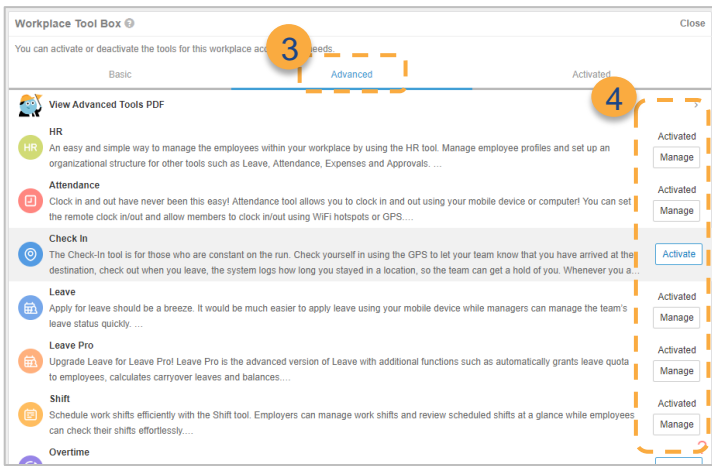 Workplace Tool Box
Close
You can activate or deactivate the tools for this workplace eeds.
3
Basic
Advanced
Activated
4
View Advanced Tools PDF
HR
HR
An easy and simple way to manage the employees within your workplace by using the HR tool. Manage employee profiles and set up an
organizational structure for other tools such as Leave, Attendance, Expenses and Approvals. ...
Activated
Manage
Attendance
Clock in and out have never been this easy! Attendance tool allows you to clock in and out using your mobile device or computer! You can set
the remote clock in/out and allow members to clock in/out using WiFi hotspots or GPS....
Activated
Manage
Check In
The Check-In tool is for those who are constant on the run. Check yourself in using the GPS to let your team know that you have arrived at the
destination, check out when you leave, the system logs how long you stayed in a location, so the team can get a hold of you. Whenever you a...
Activate
Leave
Apply for leave should be a breeze. It would be much easier to apply leave using your mobile device while managers can manage the team's
leave status quickly. ...
Activated
Manage
Leave Pro
Upgrade Leave for Leave Pro! Leave Pro is the advanced version of Leave with additional functions such as automatically grants leave quota
to employees, calculates carryover leaves and balances....
Activated
Manage
Shift
Schedule work shifts efficiently with the Shift tool. Employers can manage work shifts and review scheduled shifts at a glance while employees
can check their shifts effortlessly....
Activated
Manage
Overtime